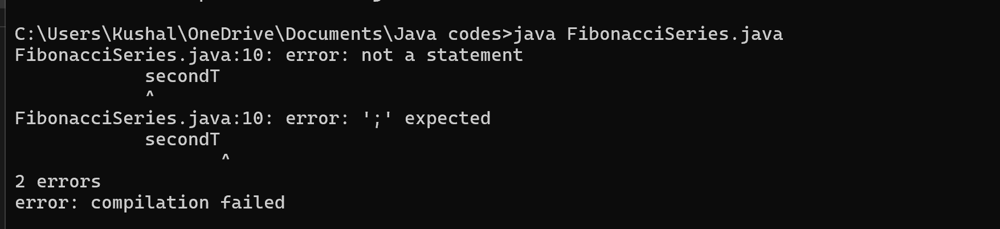 C:\Users\Kushal\OneDrive\Documents\Java codes>java FibonacciSeries.java
FibonacciSeries.java:10: error: not a statement
            secondT
            ^
FibonacciSeries.java:10: error: ';' expected
            secondT
                   ^
2 errors
error: compilation failed